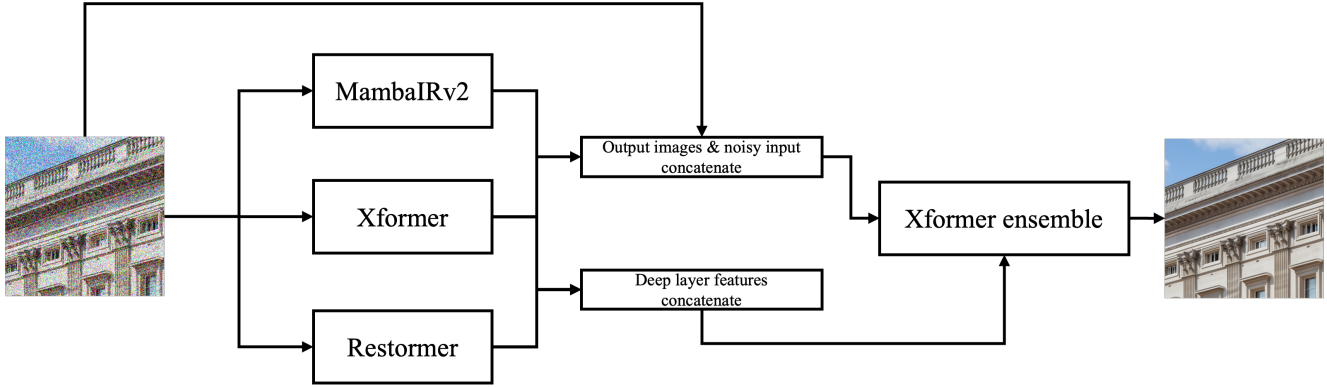 MambaIRv2
Output images & noisy input
concatenate
Xformer
Xformer ensemble
Deep layer features
concatenate
Restormer